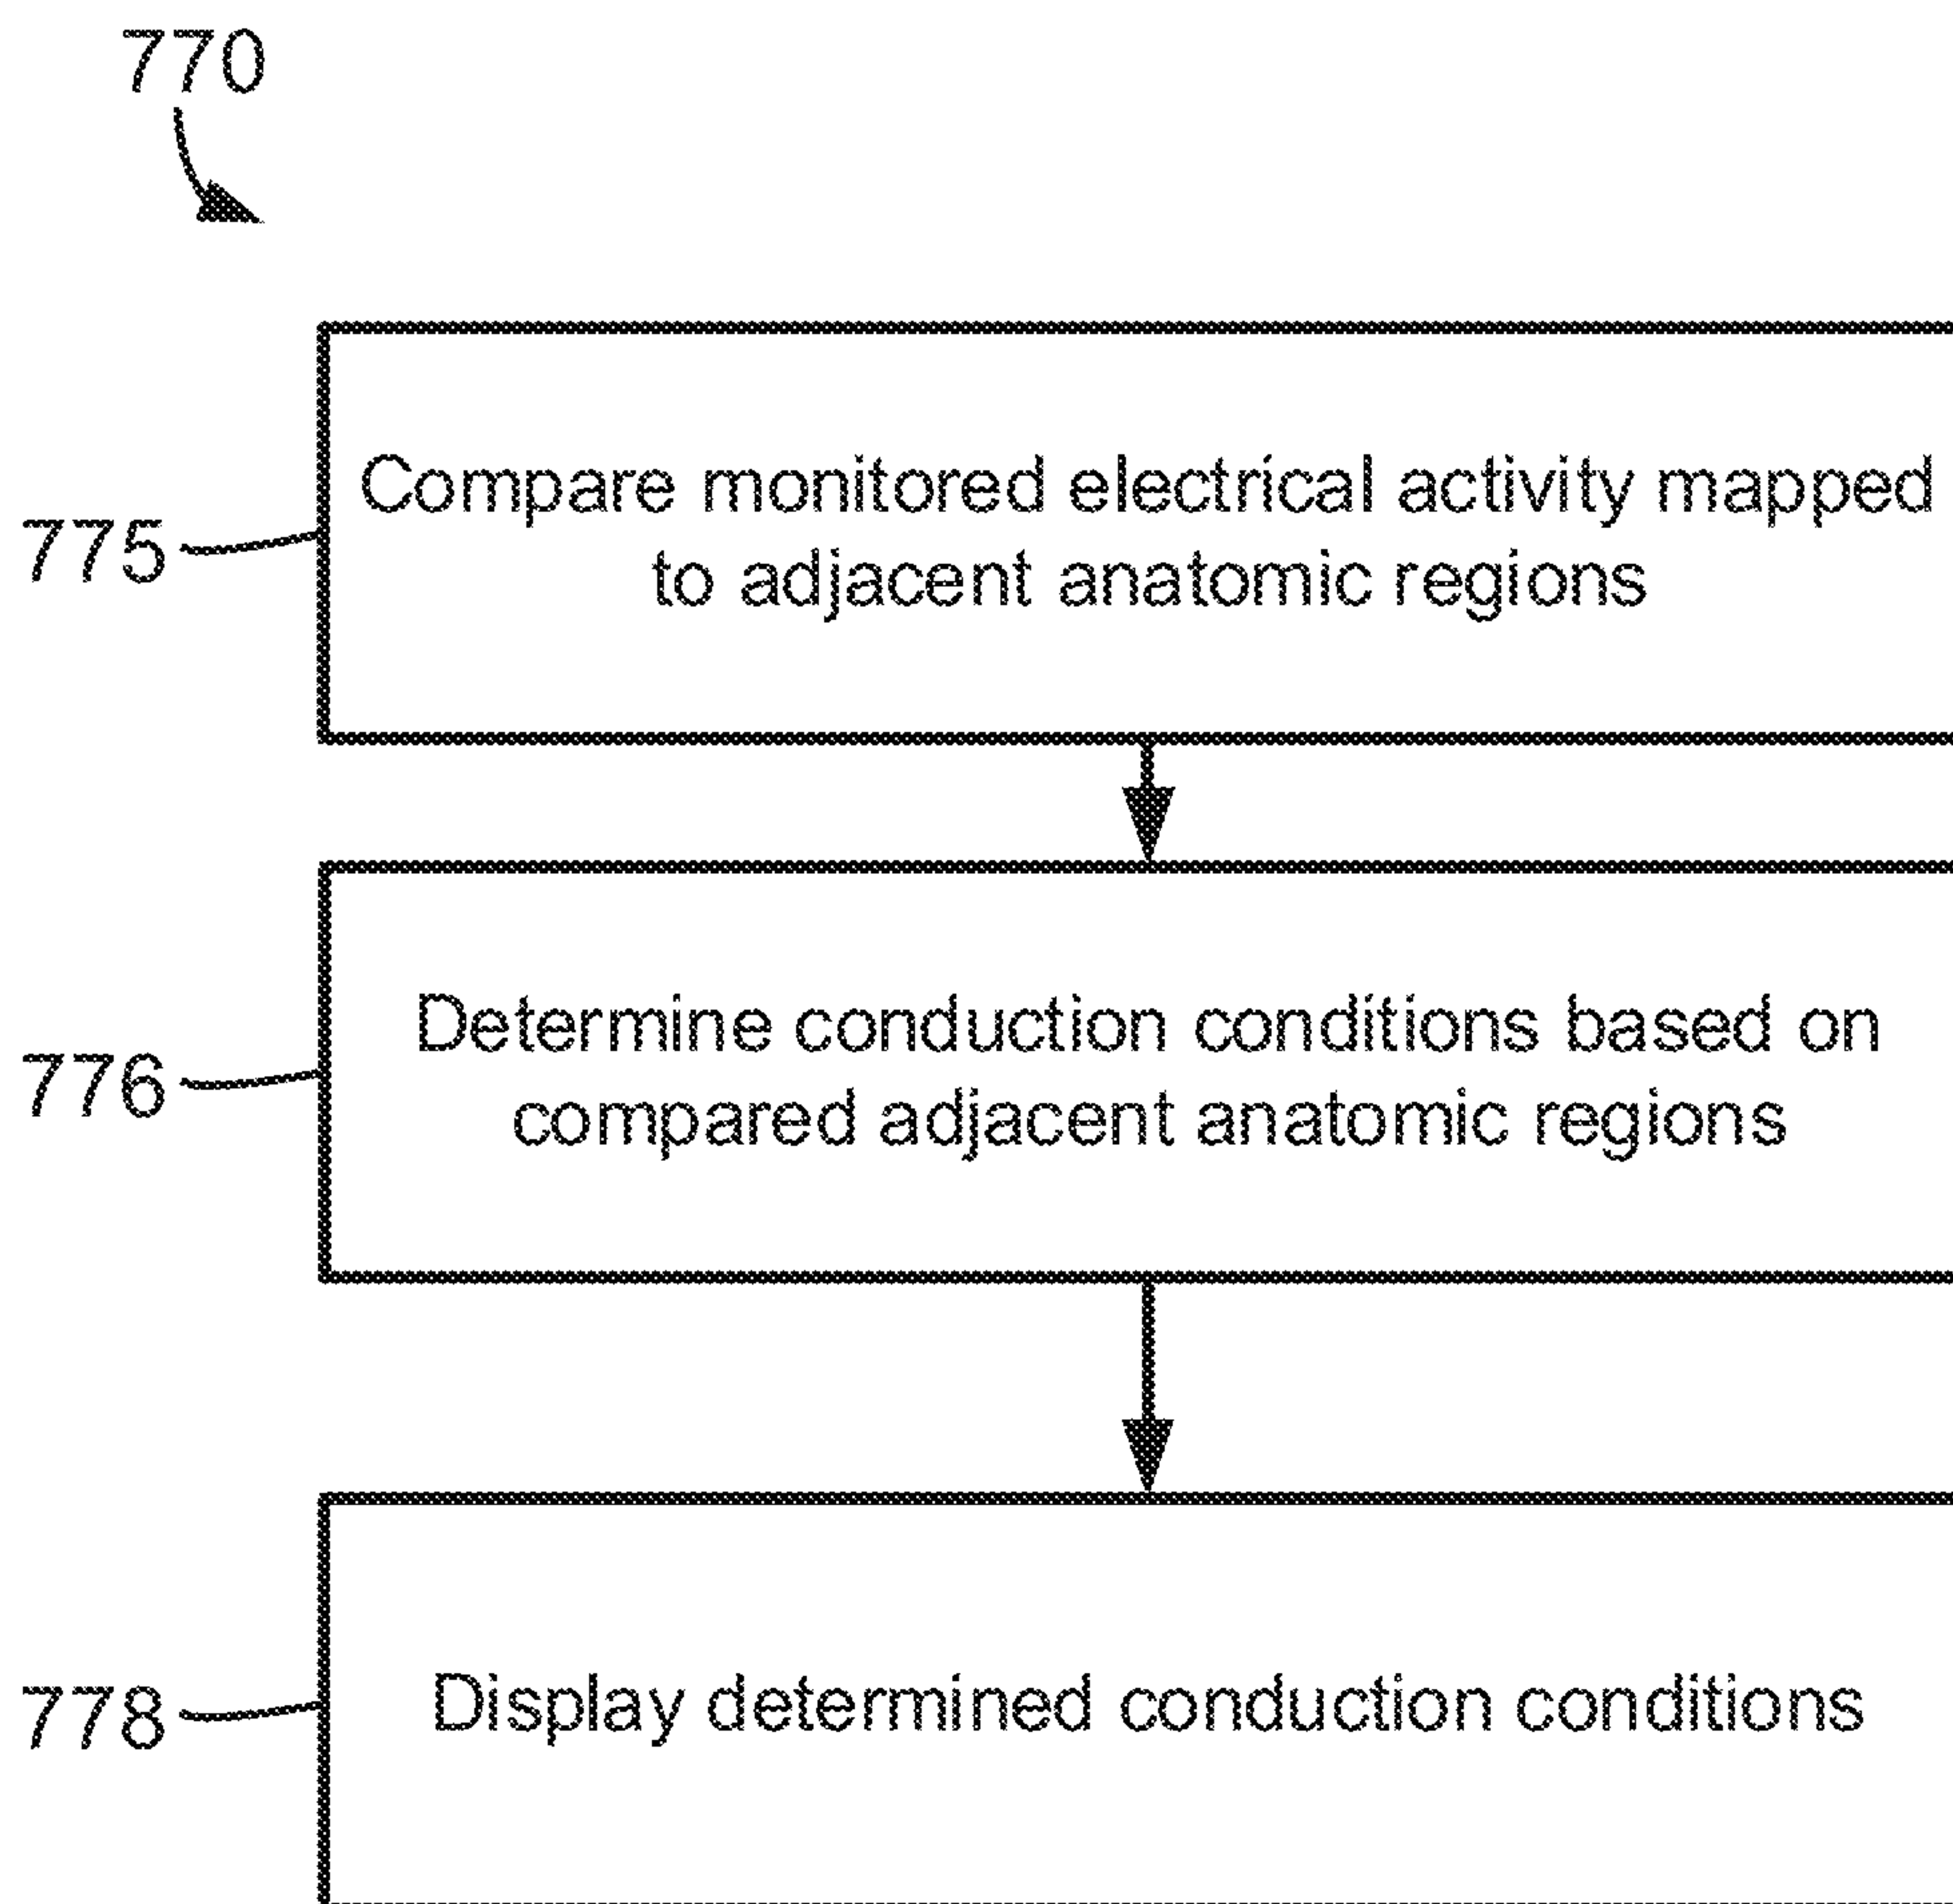 770
775
Compare monitored electrical activity mapped
to adjacent anatomic regions
776
Determine conduction conditions based on
compared adjacent anatomic regions
778
Display determined conduction conditions